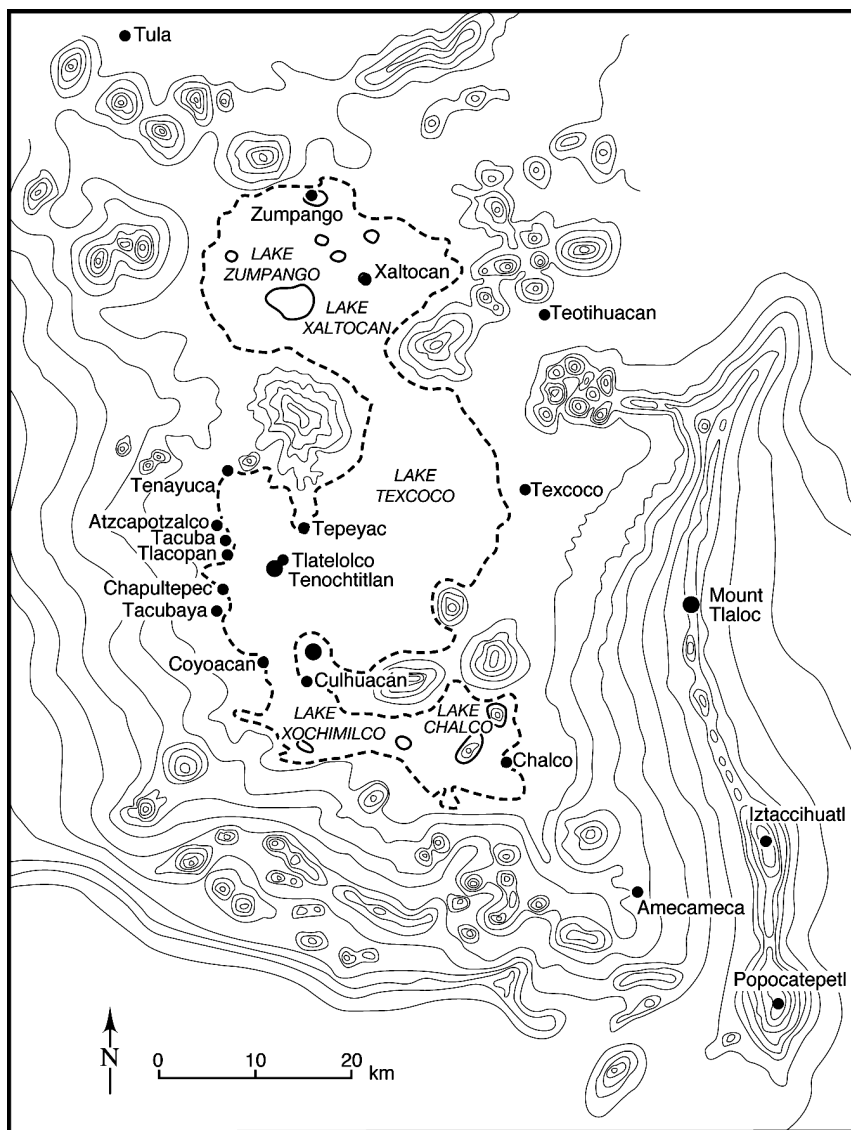 Tula
Zumpango
LAKE
ZUMPANGO
Xaltocan
LAKE
XALTOCAN
Teotihuacan
LAKE
TEXCOCO
Tenayuca
Texcoco
Atzcapotzalco
Tepeyac
Tacuba
Tlacopan
Tlatelolco
Tenochtitlan
Chapultepec
Tacubaya
Mount
Tlaloc
Coyoacan
Culhuacán
LAKE
XOCHIMILCO
LAKE
CHALCO
Chalco
Iztaccihuatl
Amecameca
Popocatepetl
N
0 10 20
km